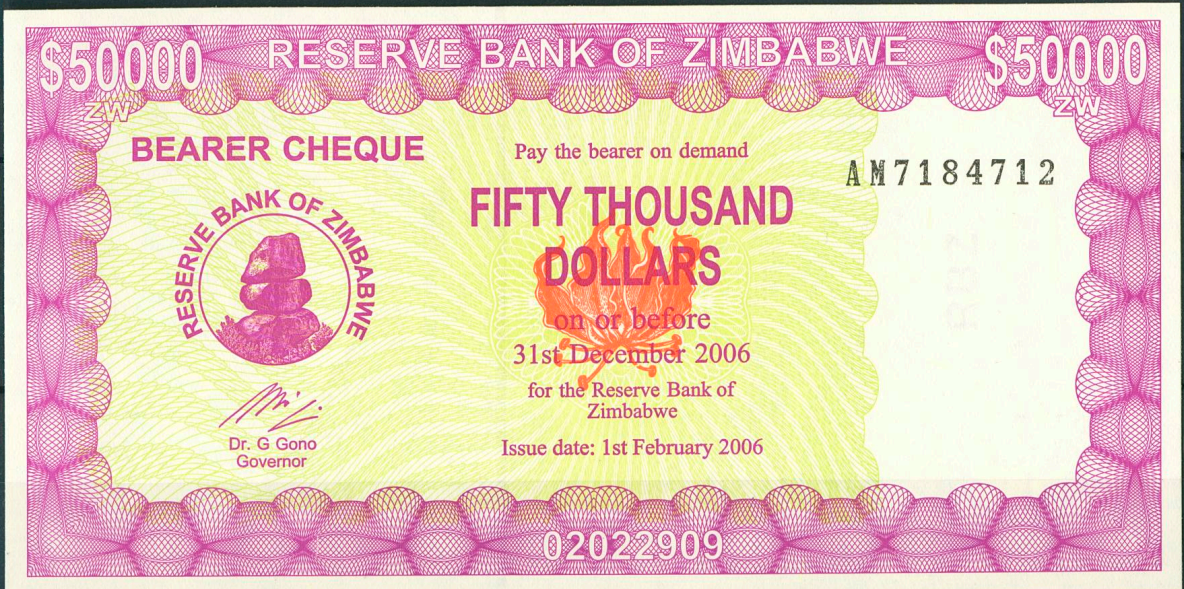 $50000 RESERVE BANK OF ZIMBABWE $50000
ZW ZW
BEARER CHEQUE
Pay the bearer on demand
AM7184712
FIFTY THOUSAND
DOLLARS
RESERVE BANK OF ZIMBABWE
on or before
31st December 2006
for the Reserve Bank of
Zimbabwe
Dr. G Gono
Governor
Issue date: 1st February 2006
02022909